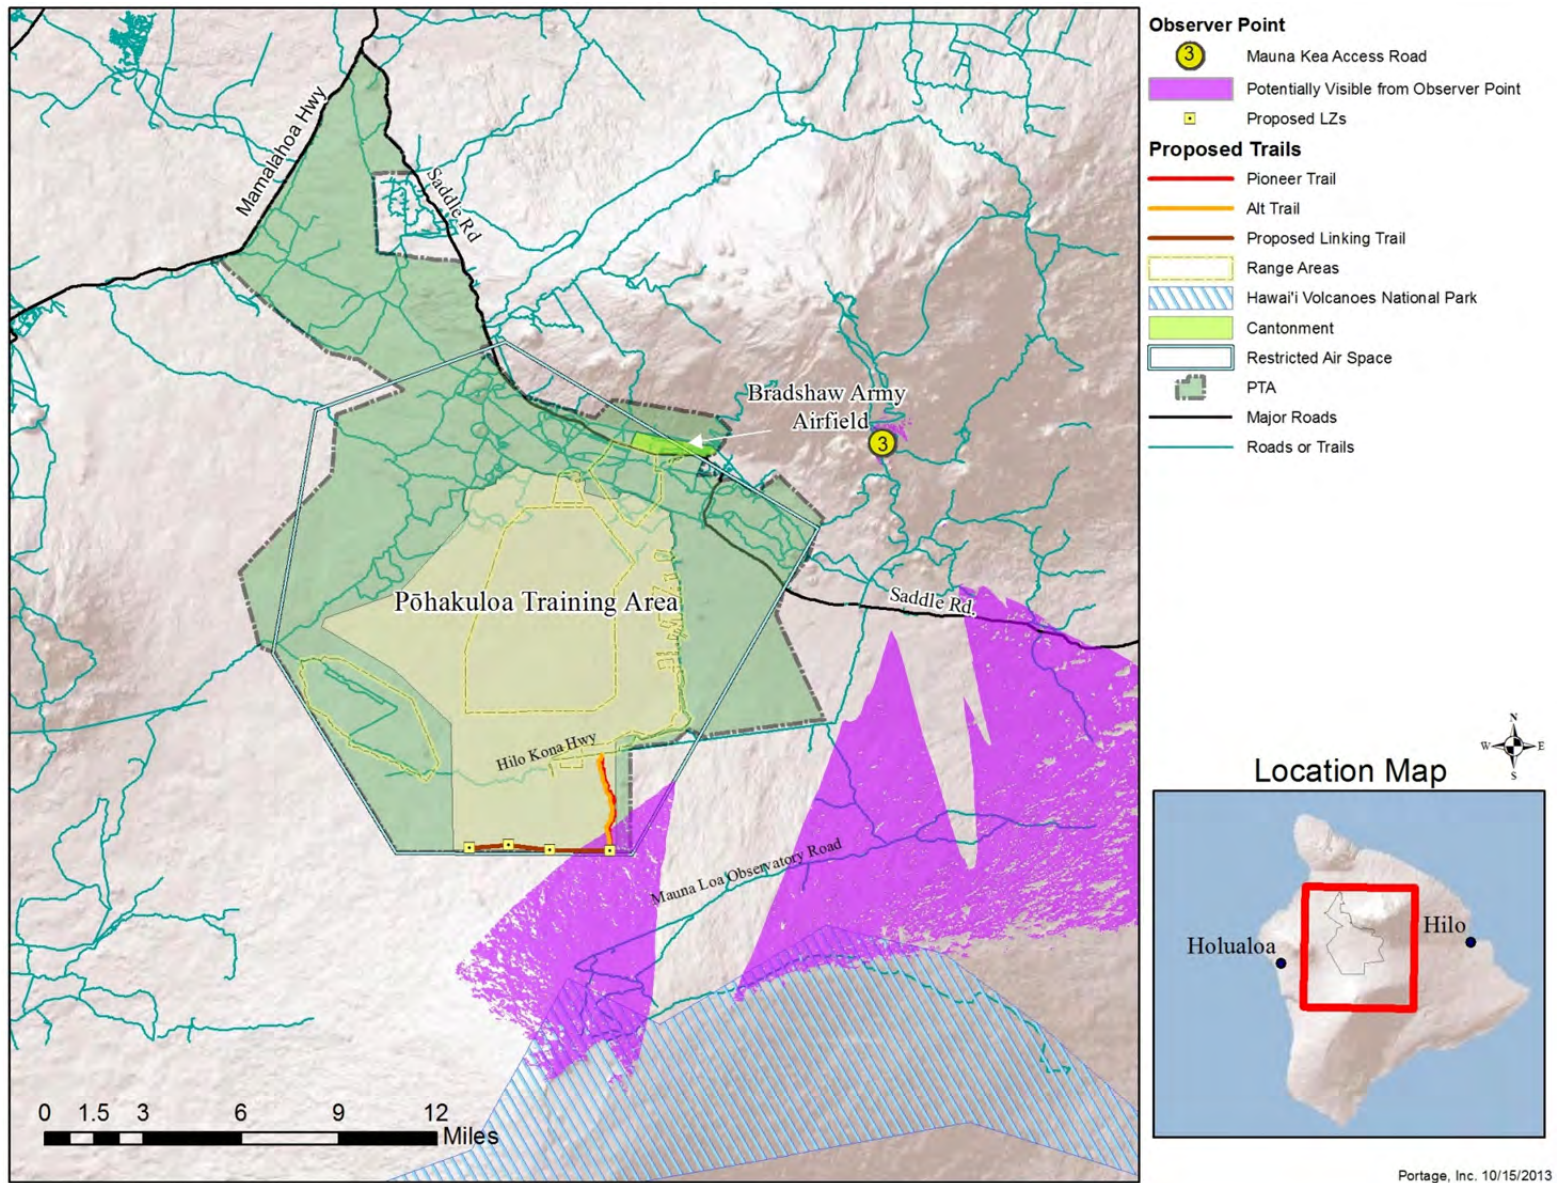 Mamalahoa Hwy
Saddle Rd
Bradshaw Army
Airfield
3
Pōhakuloa Training Area
Saddle Rd.
Hilo Kona Hwy
Mauna Loa Observatory Road
0 1.5 3 6 9 12
Miles
Observer Point
3 Mauna Kea Access Road
Potentially Visible from Observer Point
Proposed LZs
Proposed Trails
Pioneer Trail
Alt Trail
Proposed Linking Trail
Range Areas
Hawai'i Volcanoes National Park
Cantonment
Restricted Air Space
PTA
Major Roads
Roads or Trails
N
W E
S
Location Map
Holualoa
Hilo
Portage, Inc. 10/15/2013